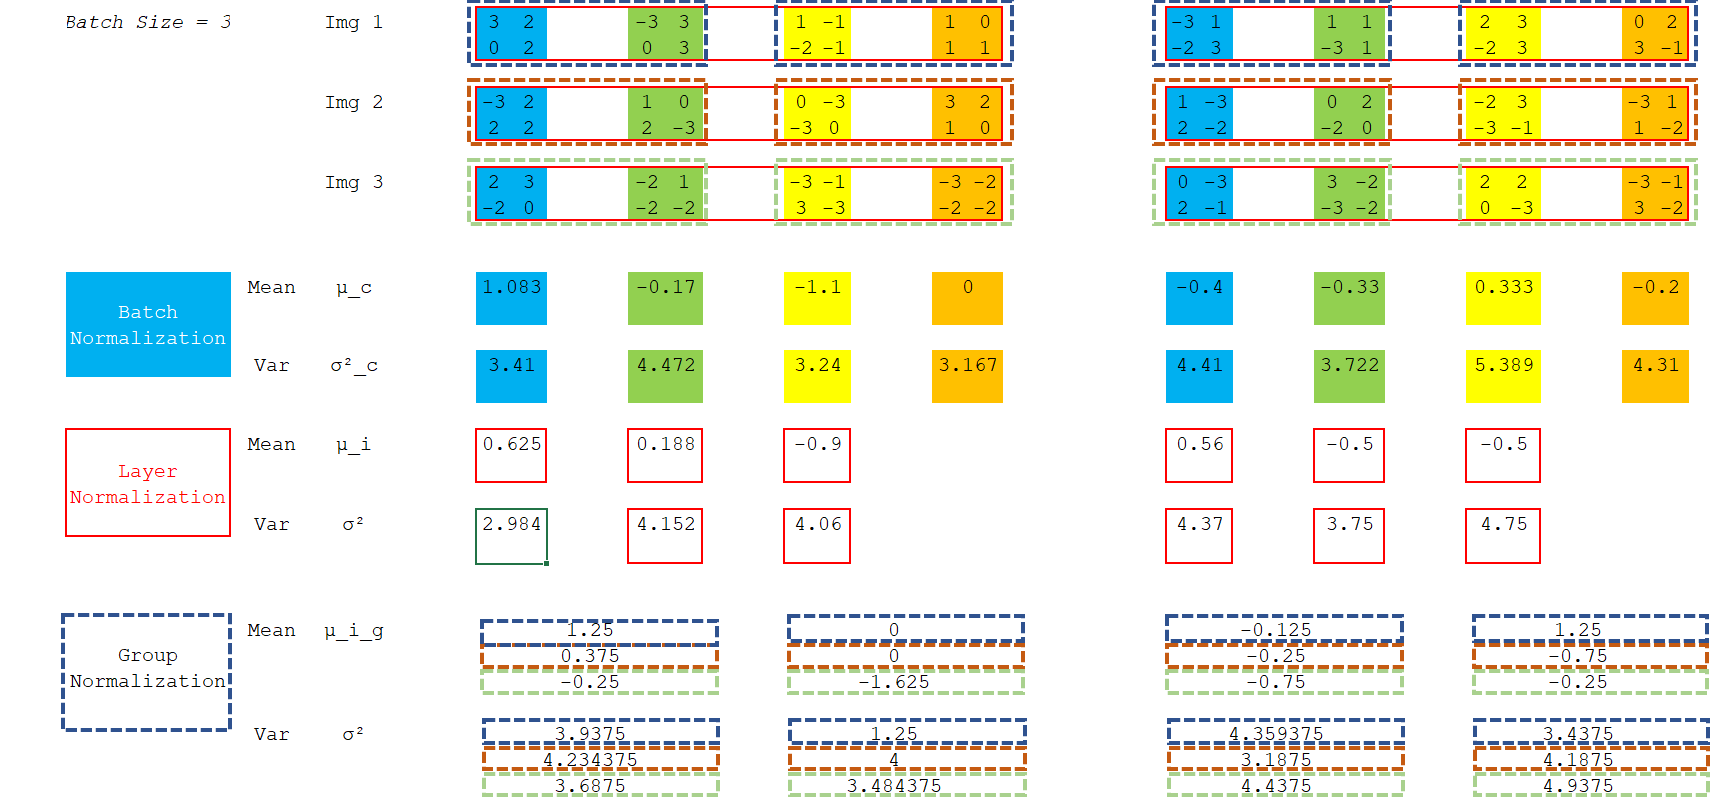 Batch Size = 3 Img 1 3 2 -3 3 1 -1 1 0 -3 1 1 1 2 3 0 2
0 2 0 3 -2 -1 1 1 -2 3 -3 1 -2 3 3 -1
Img 2 -3 2 1 0 0 -3 3 2 1 -3 0 2 -2 3 -3 1
2 2 2 -3 -3 0 1 0 2 -2 -2 0 -3 -1 1 -2
Img 3 2 3 -2 1 -3 -1 -3 -2 0 -3 3 -2 2 2 -3 -1
-2 0 -2 -2 3 -3 -2 -2 2 -1 -3 -2 0 -3 3 -2
Batch
Normalization
Mean μ_c 1.083 -0.17 -1.1 0 -0.4 -0.33 0.333 -0.2
Var σ²_c 3.41 4.472 3.24 3.167 4.41 3.722 5.389 4.31
Layer
Normalization
Mean μ_i 0.625 0.188 -0.9 0.56 -0.5 -0.5
Var σ² 2.984 4.152 4.06 4.37 3.75 4.75
Group
Normalization
Mean μ_i_g 1.25 0 -0.125 1.25
0.375 0 -0.25 -0.75
-0.25 -1.625 -0.75 -0.25
Var σ² 3.9375 1.25 4.359375 3.4375
4.234375 4 3.1875 4.1875
3.6875 3.484375 4.4375 4.9375